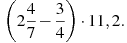 (2 4/7 − 3/4) · 11,2.